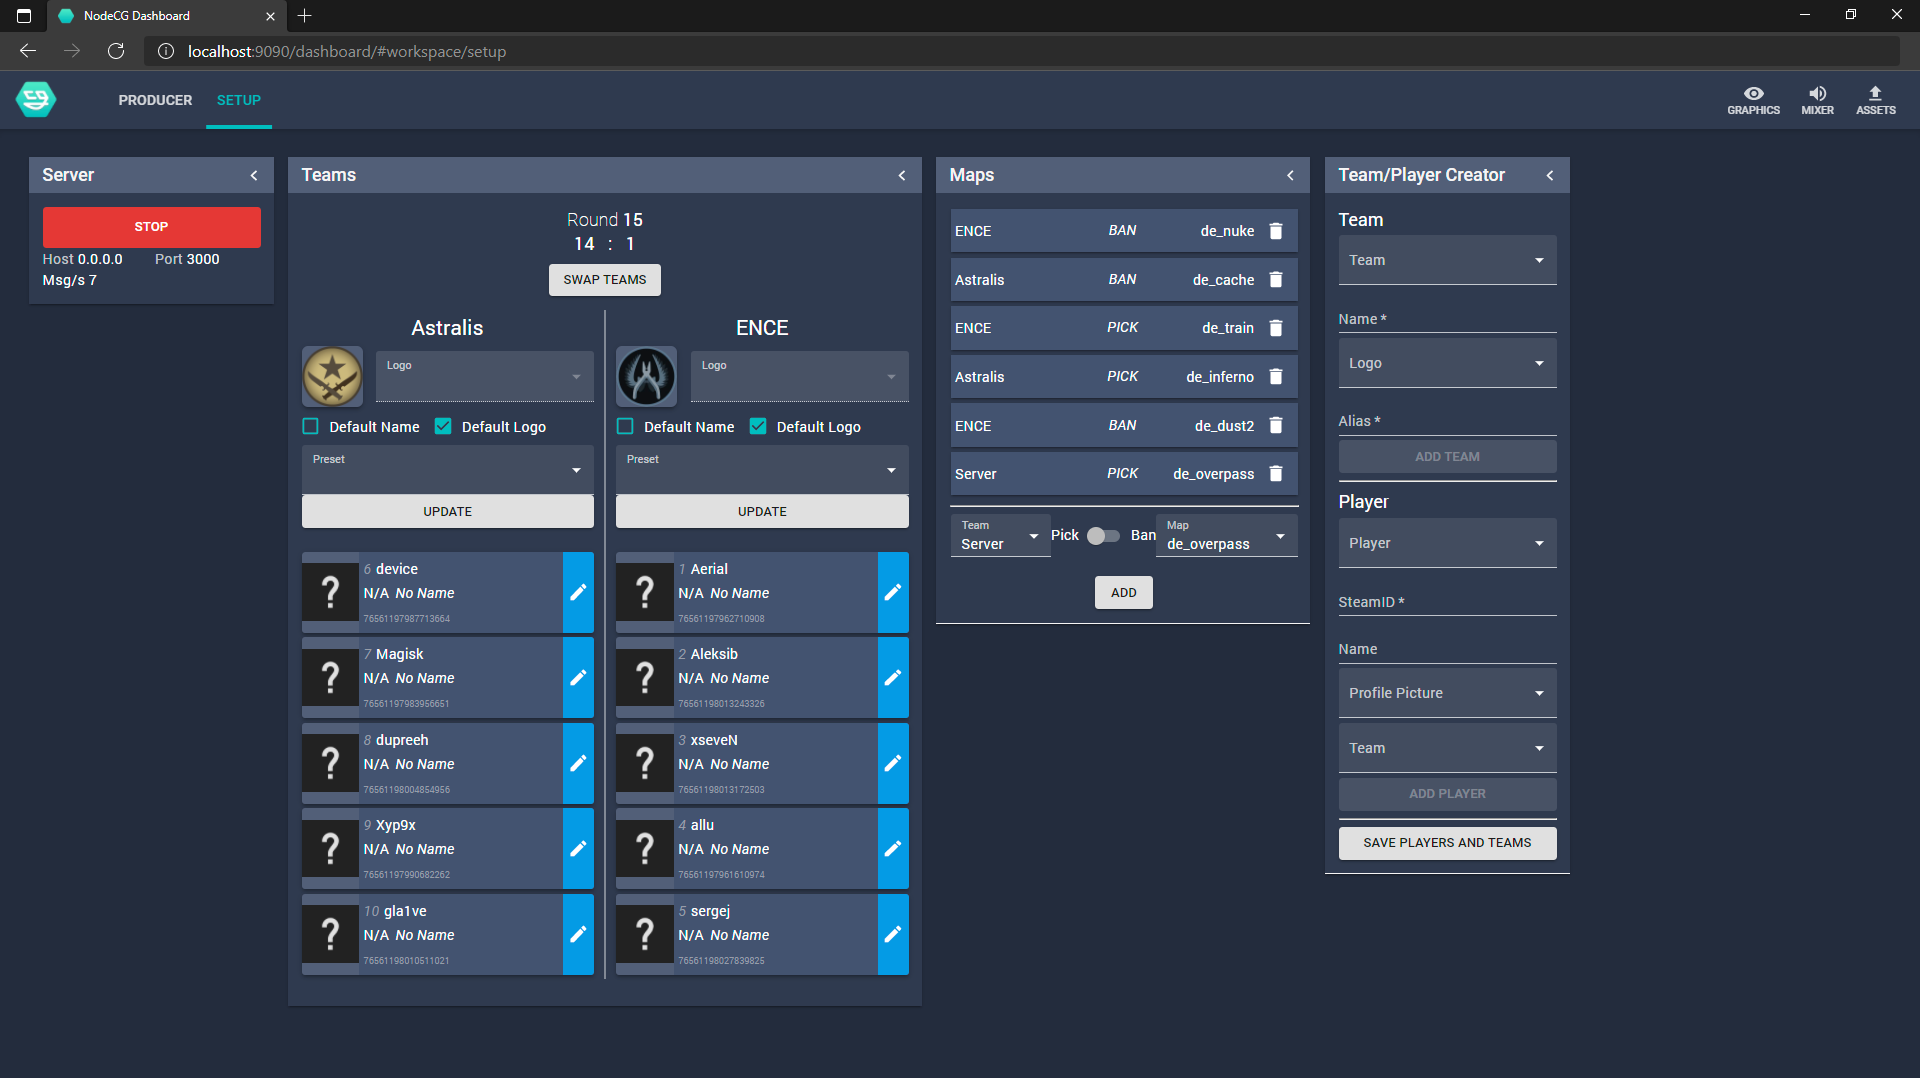 NodeCG Dashboard
localhost:9090/dashboard/#workspace/setup
PRODUCER
SETUP
GRAPHICS
MIXER
ASSETS
Server
STOP
Host 0.0.0.0 Port 3000
Msg/s 7
Teams
Round 15
14 : 1
SWAP TEAMS
Astralis
Logo
Default Name Default Logo
Preset
UPDATE
6 device
N/A No Name
76561197987713664
7 Magisk
N/A No Name
76561197983956651
8 dupreeh
N/A No Name
76561198004854956
9 Xyp9x
N/A No Name
76561197990682262
10 gla1ve
N/A No Name
76561198010511021
ENCE
Logo
Default Name Default Logo
Preset
UPDATE
1 Aerial
N/A No Name
76561197962710908
2 Aleksib
N/A No Name
76561198013243326
3 xseveN
N/A No Name
76561198013172503
4 allu
N/A No Name
76561197961610974
5 sergej
N/A No Name
76561198027839825
Maps
ENCE BAN de_nuke
Astralis BAN de_cache
ENCE PICK de_train
Astralis PICK de_inferno
ENCE BAN de_dust2
Server PICK de_overpass
Team
Server
Pick
Ban
Map
de_overpass
ADD
Team/Player Creator
Team
Team
Name *
Logo
Alias *
ADD TEAM
Player
Player
SteamID *
Name
Profile Picture
Team
ADD PLAYER
SAVE PLAYERS AND TEAMS